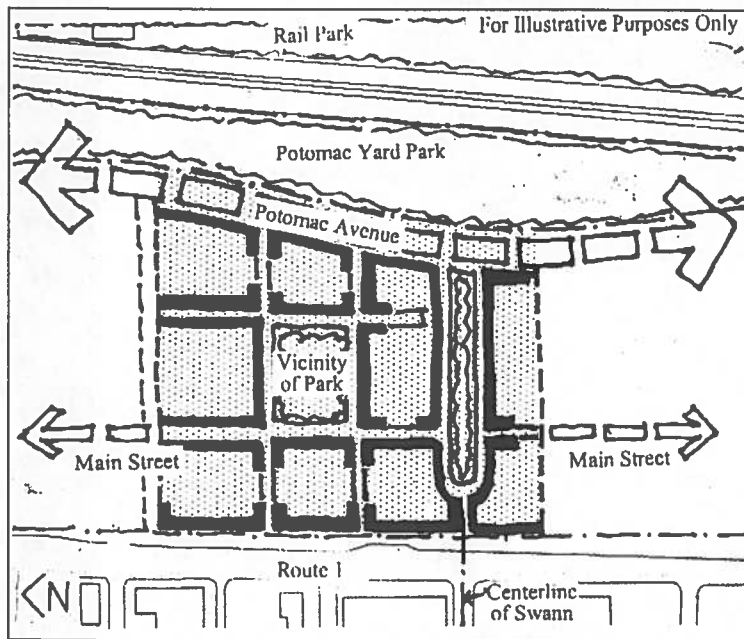 For Illustrative Purposes Only
Rail Park
Potomac Yard Park
Potomac Avenue
Vicinity
of Park
Main Street
Main Street
Route 1
N
Centerline
of Swann